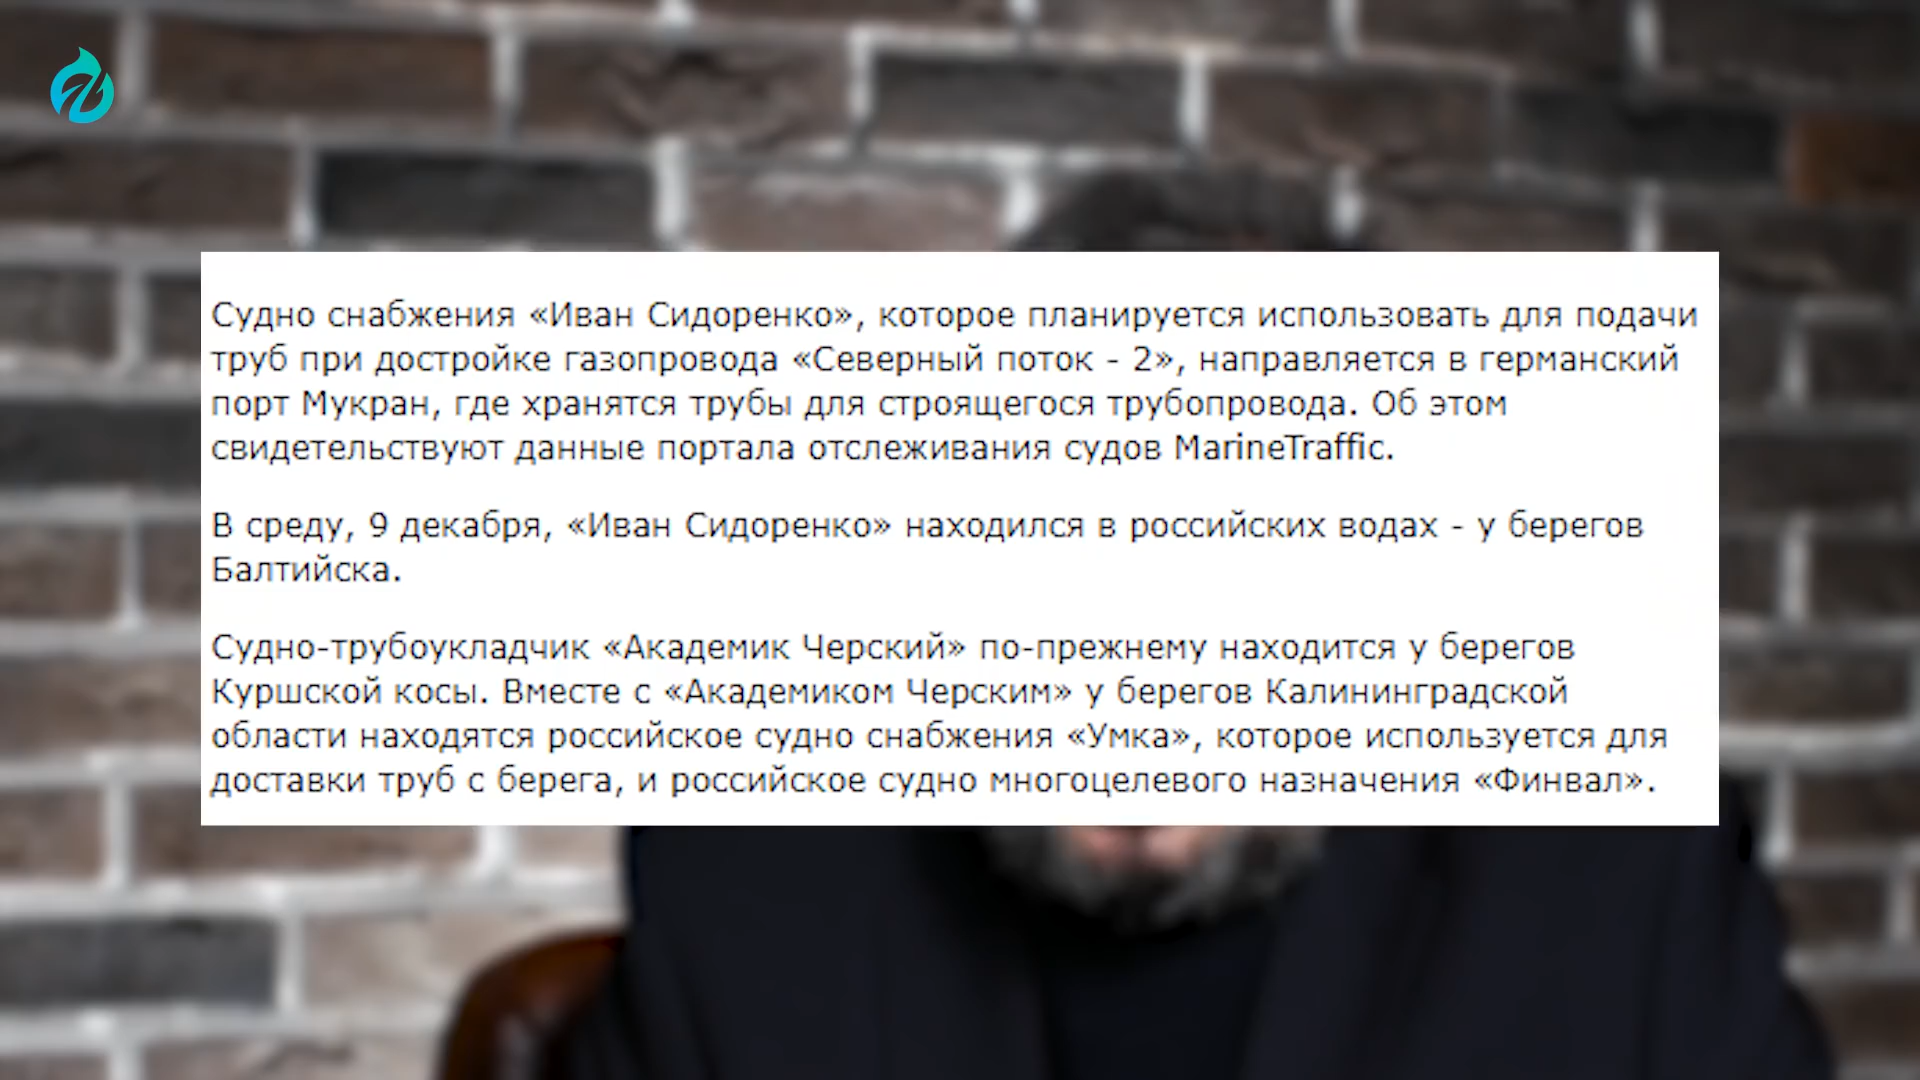 Судно снабжения «Иван Сидоренко», которое планируется использовать для подачи
труб при достройке газопровода «Северный поток - 2», направляется в германский
порт Мукран, где хранятся трубы для строящегося трубопровода. Об этом
свидетельствуют данные портала отслеживания судов MarineTraffic.
В среду, 9 декабря, «Иван Сидоренко» находился в российских водах - у берегов
Балтийска.
Судно-трубоукладчик «Академик Черский» по-прежнему находится у берегов
Куршской косы. Вместе с «Академиком Черским» у берегов Калининградской
области находятся российское судно снабжения «Умка», которое используется для
доставки труб с берега, и российское судно многоцелевого назначения «Финвал».